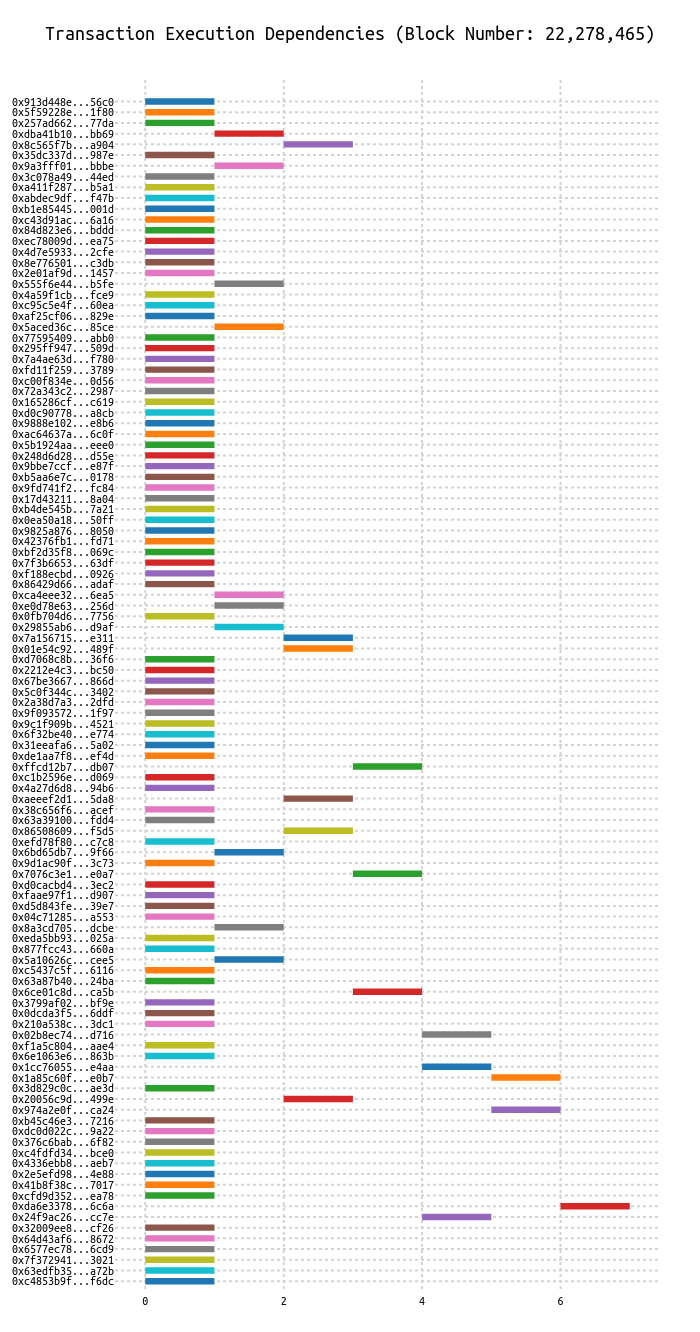 Transaction Execution Dependencies (Block Number: 22,278,465)
0x913d448e...56c0
0x5f59228e...1f80
0x257ad662...77da
0xdba41b10...bb69
0x8c565f7b...a904
0x35dc337d...987e
0x9a3fff01...bbbe
0x3c078a49...44ed
0xa411f287...b5a1
0xabdec9df...f47b
0xb1e85445...001d
0xc43d91ac...6a16
0x84d823e6...bddd
0xec78009d...ea75
0x4d7e5933...2cfe
0x8e776501...c3db
0x2e01af9d...1457
0x555f6e44...b5fe
0x4a59f1cb...fce9
0xc95c5e4f...60ea
0xaf25cf06...829e
0x5aced36c...85ce
0x77595409...abb0
0x295ff947...509d
0x7a4ae63d...f780
0xfd11f259...3789
0xc00f834e...0d56
0x72a343c2...2987
0x165286cf...c619
0xd0c90778...a8cb
0x9888e102...e8b6
0xac64637a...6c0f
0x5b1924aa...eee0
0x248d6d28...d55e
0x9bbe7ccf...e87f
0xb5aa6e7c...0178
0x9fd741f2...fc84
0x17d43211...8a04
0xb4de545b...7a21
0x0ea50a18...50ff
0x9825a876...8050
0x42376fb1...fd71
0xbf2d35f8...069c
0x7f3b6653...63df
0xf188ecbd...0926
0x86429d66...adaf
0xca4eee32...6ea5
0xe0d78e63...256d
0x0fb704d6...7756
0x29855ab6...d9af
0x7a156715...e311
0x01e54c92...489f
0xd7068c8b...36f6
0x2212e4c3...bc50
0x67be3667...866d
0x5c0f344c...3402
0x2a38d7a3...2dfd
0x9f093572...1f97
0x9c1f909b...4521
0x6f32be40...e774
0x31eeafa6...5a02
0xde1aa7f8...ef4d
0xffcd12b7...db07
0xc1b2596e...d069
0x4a27d6d8...94b6
0xaeeef2d1...5da8
0x38c656f6...acef
0x63a39100...fdd4
0x86508609...f5d5
0xefd78f80...c7c8
0x6bd65db7...9f66
0x9d1ac90f...3c73
0x7076c3e1...e0a7
0xd0cacbd4...3ec2
0xfaae97f1...d907
0xd5d843fe...39e7
0x04c71285...a553
0x8a3cd705...dcbe
0xeda5bb93...025a
0x877fcc43...660a
0x5a10626c...cee5
0xc5437c5f...6116
0x63a87b40...24ba
0x6ce01c8d...ca5b
0x3799af02...bf9e
0x0dcda3f5...6ddf
0x210a538c...3dc1
0x02b8ec74...d716
0xf1a5c804...aae4
0x6e1063e6...863b
0x1cc76055...e4aa
0x1a85c60f...e0b7
0x3d829c0c...ae3d
0x20056c9d...499e
0x974a2e0f...ca24
0xb45c46e3...7216
0xdc0d022c...9a22
0x376c6bab...6f82
0xc4fdfd34...bce0
0x4336ebb8...aeb7
0x2e5efd98...4e88
0x41b8f38c...7017
0xcfd9d352...ea78
0xda6e3378...6c6a
0x24f9ac26...cc7e
0x32009ee8...cf26
0x64d43af6...8672
0x6577ec78...6cd9
0x7f372941...3021
0x63edfb35...a72b
0xc4853b9f...f6dc
0 2 4 6